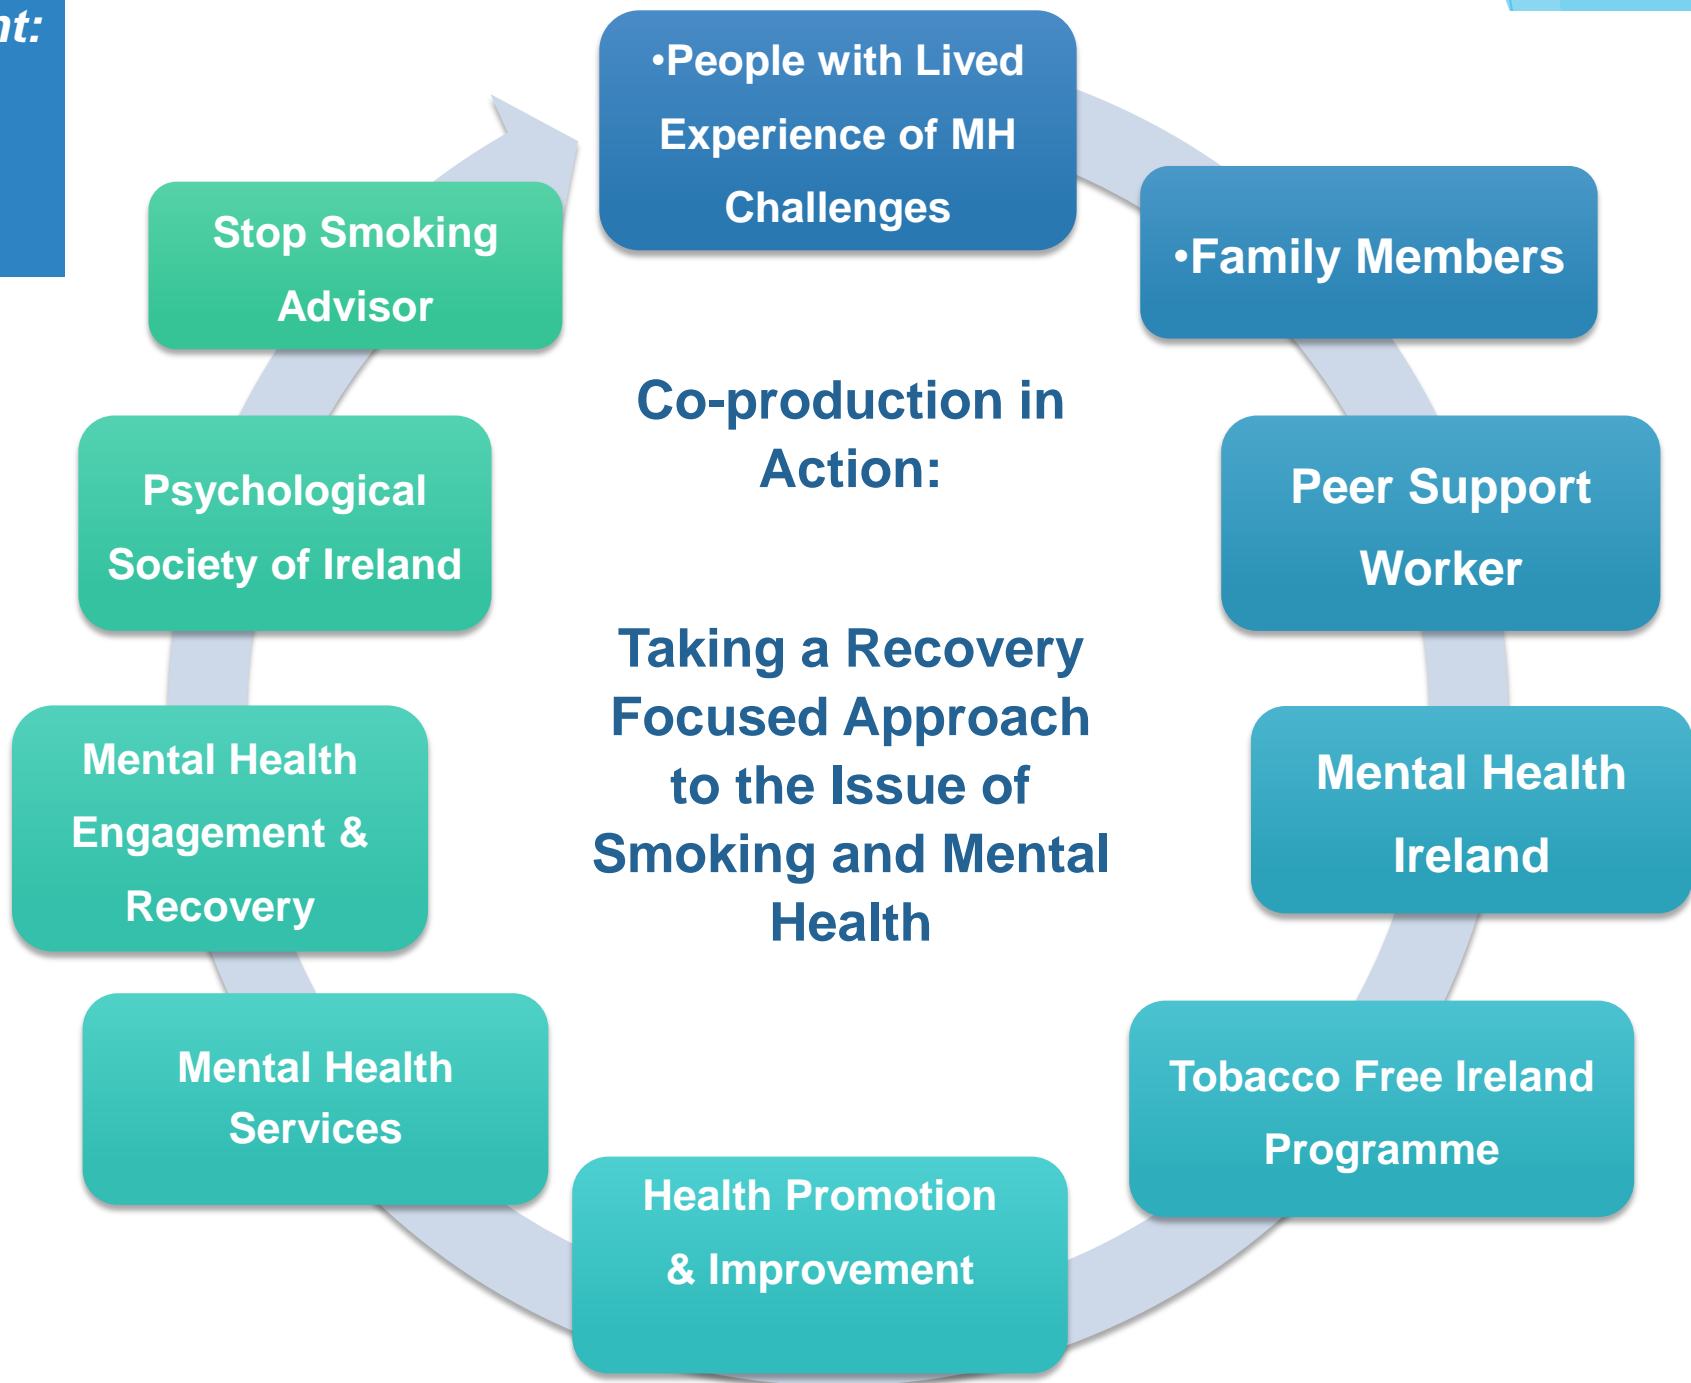 nt:
•People with Lived
Experience of MH
Challenges
•Family Members
Peer Support
Worker
Mental Health
Ireland
Tobacco Free Ireland
Programme
Health Promotion
& Improvement
Mental Health
Services
Mental Health
Engagement &
Recovery
Psychological
Society of Ireland
Stop Smoking
Advisor
Co-production in
Action:
Taking a Recovery
Focused Approach
to the Issue of
Smoking and Mental
Health